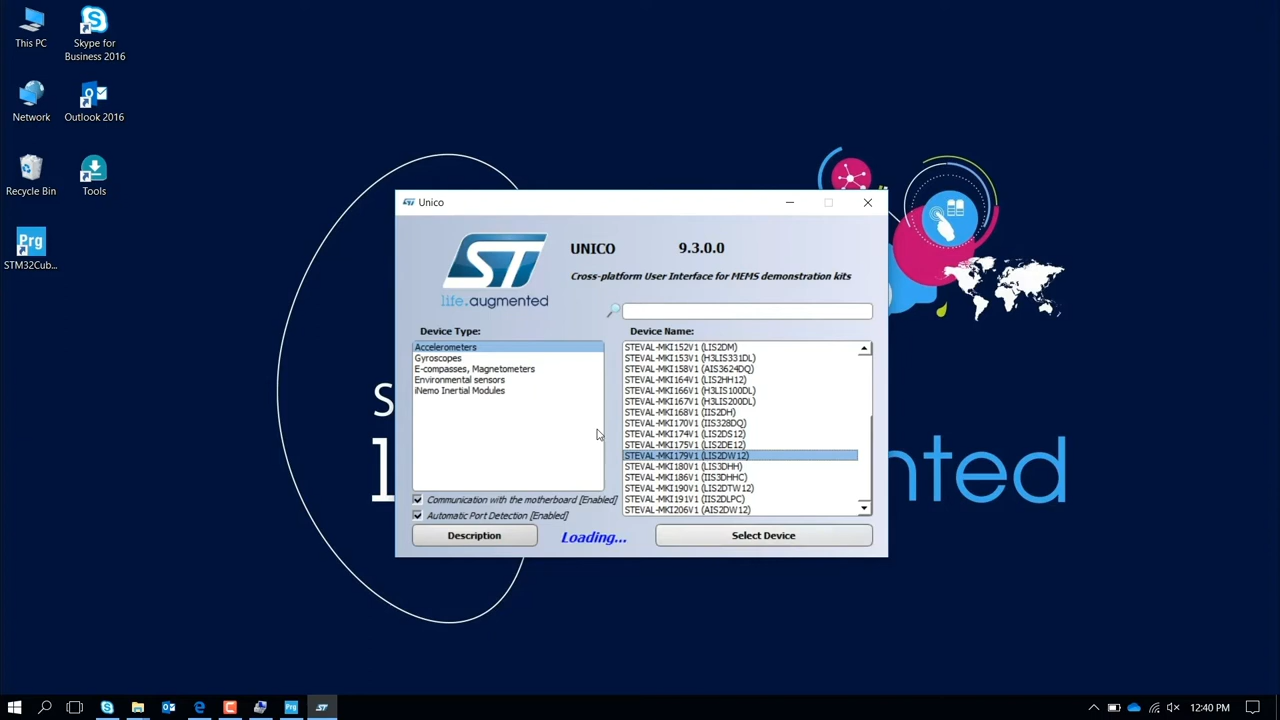 This PC
Skype for
Business 2016
Network
Outlook 2016
Recycle Bin
Tools
Prg
STM32Cub...
Unico
ST
life.augmented
UNICO 9.3.0.0
Cross-platform User Interface for MEMS demonstration kits
Device Type:
Accelerometers
Gyroscopes
E-compasses, Magnetometers
Environmental sensors
iNemo Inertial Modules
Device Name:
STEVAL-MKI152V1 (LIS2DM)
STEVAL-MKI153V1 (H3LIS331DL)
STEVAL-MKI158V1 (AIS3624DQ)
STEVAL-MKI164V1 (LIS2HH12)
STEVAL-MKI166V1 (H3LIS100DL)
STEVAL-MKI167V1 (H3LIS200DL)
STEVAL-MKI168V1 (IIS2DH)
STEVAL-MKI170V1 (IIS328DQ)
STEVAL-MKI174V1 (LIS2DS12)
STEVAL-MKI175V1 (LIS2DE12)
STEVAL-MKI179V1 (LIS2DW12)
STEVAL-MKI180V1 (LIS3DHH)
STEVAL-MKI186V1 (IIS3DHHC)
STEVAL-MKI190V1 (LIS2DTW12)
STEVAL-MKI191V1 (IIS2DLPC)
STEVAL-MKI206V1 (AIS2DW12)
Communication with the motherboard [Enabled]
Automatic Port Detection [Enabled]
Description
Loading...
Select Device
s
l
ented
Prg
ST
12:40 PM